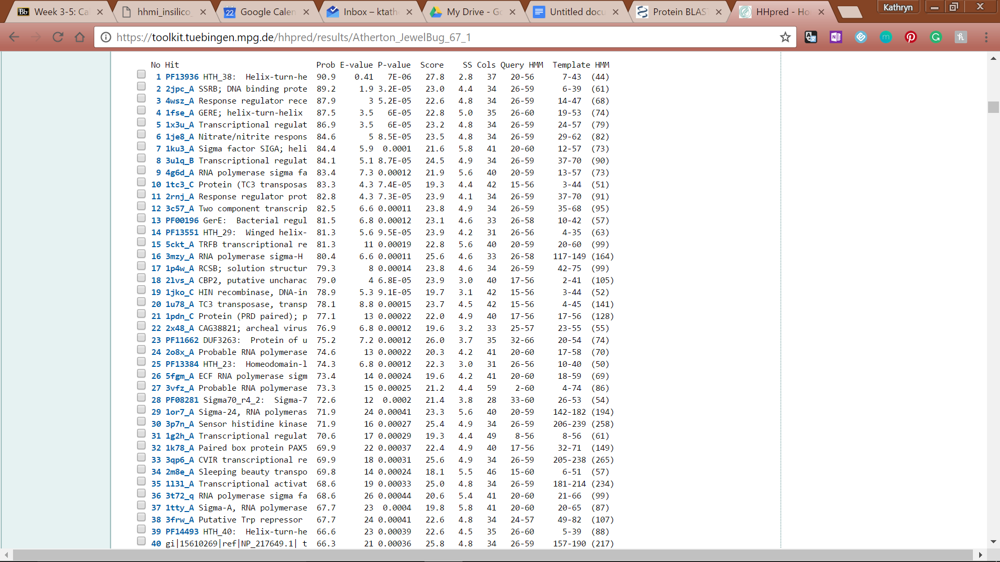 Week 3-5: Ca
hhmi_insilico_
22 Google Calen
Inbox – ktath
My Drive - Go
Untitled docu
Protein BLAS
HHpred - Ho
Kathryn
https://toolkit.tuebingen.mpg.de/hhpred/results/Atherton_JewelBug_67_1
No Hit Prob E-value P-value Score SS Cols Query HMM Template HMM
1 PF13936 HTH_38: Helix-turn-he 90.9 0.41 7E-06 27.8 2.8 37 20-56 7-43 (44)
2 2jpc_A SSRB; DNA binding prote 89.2 1.9 3.2E-05 23.0 4.4 34 26-59 6-39 (61)
3 4wsz_A Response regulator rece 87.9 3 5.2E-05 22.6 4.8 34 26-59 14-47 (68)
4 1fse_A GERE; helix-turn-helix 87.5 3.5 6E-05 22.8 5.0 35 26-60 19-53 (74)
5 1x3u_A Transcriptional regulat 86.9 3.5 6E-05 23.2 4.8 34 26-59 24-57 (79)
6 1je8_A Nitrate/nitrite respons 84.6 5 8.5E-05 23.5 4.8 34 26-59 29-62 (82)
7 1ku3_A Sigma factor SIGA; heli 84.4 5.9 0.0001 21.6 5.8 41 20-60 12-57 (73)
8 3ulq_B Transcriptional regulat 84.1 5.1 8.7E-05 24.5 4.9 34 26-59 37-70 (90)
9 4g6d_A RNA polymerase sigma fa 83.4 7.3 0.00012 21.9 5.6 40 20-59 13-57 (73)
10 1tc3_C Protein (TC3 transposas 83.3 4.3 7.4E-05 19.3 4.4 42 15-56 3-44 (51)
11 2rnj_A Response regulator prot 82.8 4.3 7.3E-05 23.9 4.1 34 26-59 37-70 (91)
12 3c57_A Two component transcrip 82.5 6.6 0.00011 23.8 4.9 34 26-59 35-68 (95)
13 PF00196 GerE: Bacterial regul 81.5 6.8 0.00012 23.1 4.6 33 26-58 10-42 (57)
14 PF13551 HTH_29: Winged helix- 81.3 5.6 9.5E-05 23.9 4.2 31 26-56 4-35 (63)
15 5ckt_A TRFB transcriptional re 81.3 11 0.00019 22.8 5.6 40 20-59 20-60 (99)
16 3mzy_A RNA polymerase sigma-H 80.4 6.6 0.00011 25.6 4.6 33 26-58 117-149 (164)
17 1p4w_A RCSB; solution structur 79.3 8 0.00014 23.8 4.6 34 26-59 42-75 (99)
18 2lvs_A CBP2, putative uncharac 79.0 4 6.8E-05 23.9 3.0 40 17-56 2-41 (105)
19 1jko_C HIN recombinase, DNA-in 78.9 5.3 9.1E-05 19.7 3.1 42 15-56 3-44 (52)
20 1u78_A TC3 transposase, transp 78.1 8.8 0.00015 23.7 4.5 42 15-56 4-45 (141)
21 1pdn_C Protein (PRD paired); p 77.1 13 0.00022 22.0 4.9 40 17-56 17-56 (128)
22 2x48_A CAG38821; archeal virus 76.9 6.8 0.00012 19.6 3.2 33 25-57 23-55 (55)
23 PF11662 DUF3263: Protein of u 75.2 7.2 0.00012 26.0 3.7 35 32-66 20-54 (74)
24 2o8x_A Probable RNA polymerase 74.6 13 0.00022 20.3 4.2 41 20-60 17-58 (70)
25 PF13384 HTH_23: Homeodomain-l 74.3 6.8 0.00012 22.3 3.0 31 26-56 10-40 (50)
26 5fgm_A ECF RNA polymerase sigm 73.4 14 0.00024 19.6 4.2 41 20-60 18-59 (69)
27 3vfz_A Probable RNA polymerase 73.3 15 0.00025 21.2 4.4 59 2-60 4-74 (86)
28 PF08281 Sigma70_r4_2: Sigma-7 72.6 12 0.0002 21.4 3.8 28 33-60 26-53 (54)
29 1or7_A Sigma-24, RNA polymeras 71.9 24 0.00041 23.3 5.6 40 20-59 142-182 (194)
30 3p7n_A Sensor histidine kinase 71.9 16 0.00027 25.4 4.9 34 26-59 206-239 (258)
31 1g2h_A Transcriptional regulat 70.6 17 0.00029 19.3 4.4 49 8-56 8-56 (61)
32 1k78_A Paired box protein PAX5 69.9 22 0.00037 22.4 4.9 40 17-56 32-71 (149)
33 3qp6_A CVIR transcriptional re 69.9 18 0.00031 25.6 4.9 34 26-59 205-238 (265)
34 2m8e_A Sleeping beauty transpo 69.8 14 0.00024 18.1 5.5 46 15-60 6-51 (57)
35 1l3l_A Transcriptional activat 68.6 19 0.00033 25.0 4.8 34 26-59 181-214 (234)
36 3t72_q RNA polymerase sigma fa 68.6 26 0.00044 20.6 5.4 41 20-60 21-66 (99)
37 1tty_A Sigma-A, RNA polymerase 67.7 23 0.0004 19.8 5.8 41 20-60 20-65 (87)
38 3frw_A Putative Trp repressor 67.7 24 0.00041 22.6 4.8 34 24-57 49-82 (107)
39 PF14493 HTH_40: Helix-turn-he 66.6 23 0.00039 22.6 4.5 35 26-60 5-39 (88)
40 gi|15610269|ref|NP_217649.1| t 66.3 21 0.00036 25.8 4.8 34 26-59 157-190 (217)